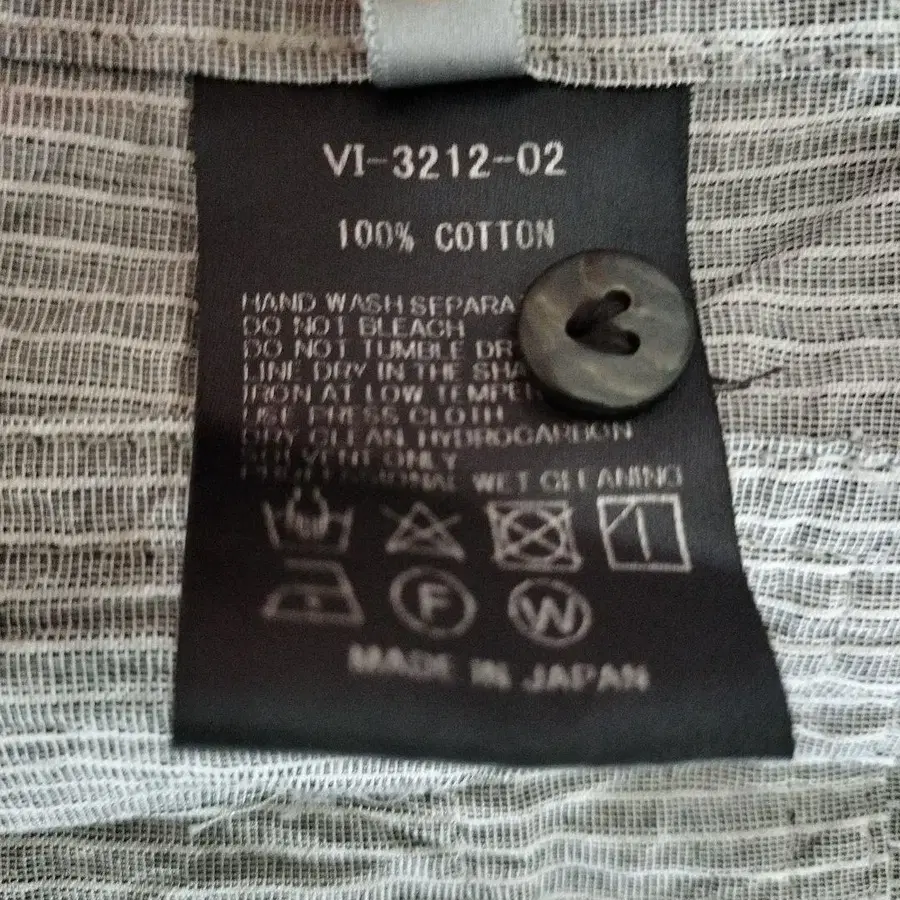 VI-3212-02
100% COTTON
HAND WASH SEPARA
DO NOT BLEACH
DO NOT TUMBLE DR
LINE DRY IN THE SHA
IRON AT LOW TEMPER
USE PRESS CLOTH
DRY CLEAN, HYDROCARBON
SOLVENT ONLY
PROFESSIONAL WET CLEANING
F
W
MADE IN JAPAN